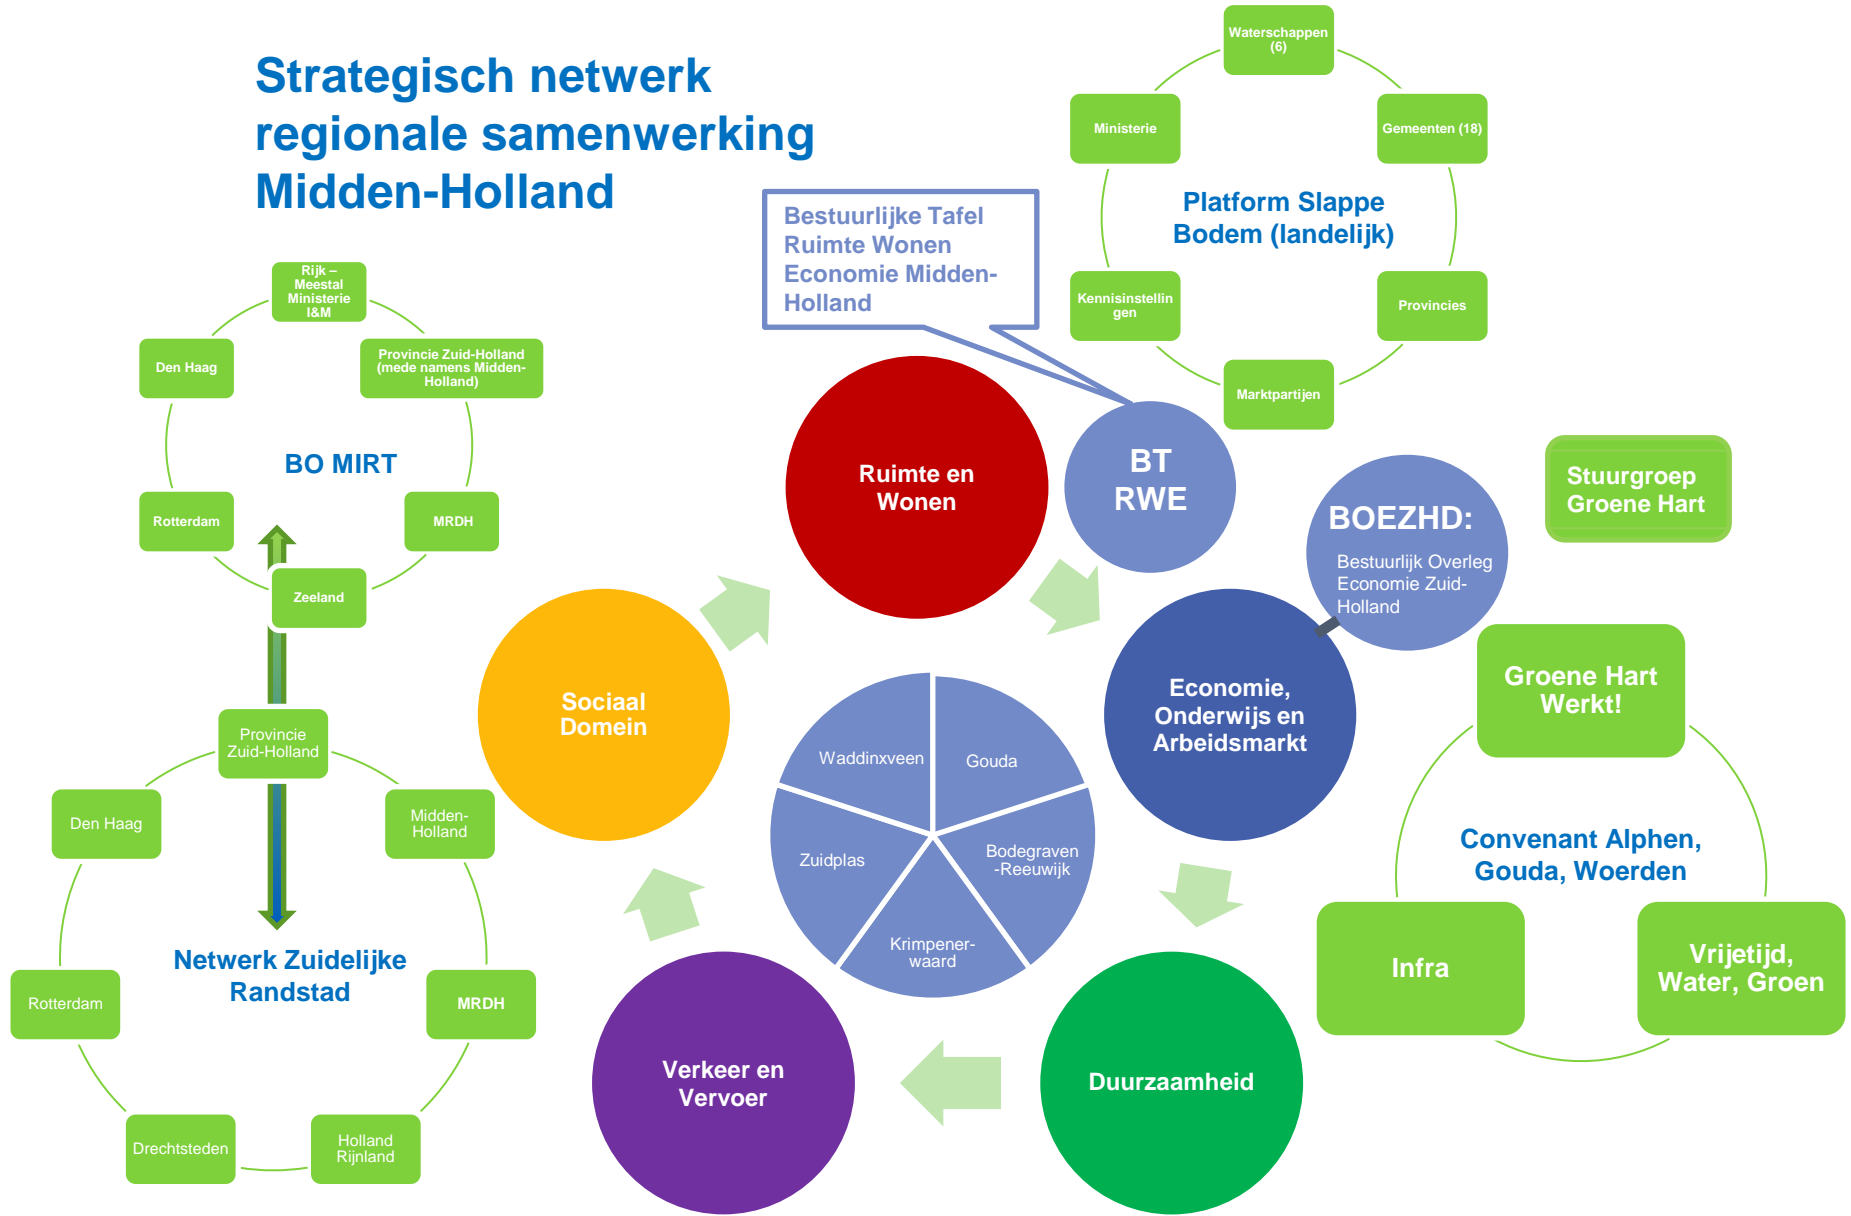 Strategisch netwerk
regionale samenwerking
Midden-Holland
Waterschappen
(6)
Gemeenten (18)
Provincies
Marktpartijen
Kennisinstellin
gen
Ministerie
Platform Slappe
Bodem (landelijk)
Bestuurlijke Tafel
Ruimte Wonen
Economie Midden-
Holland
Rijk –
Meestal
Ministerie
I&M
Provincie Zuid-Holland
(mede namens Midden-
Holland)
MRDH
Zeeland
Rotterdam
Den Haag
BO MIRT
Ruimte en
Wonen
BT
RWE
BOEZHD:
Bestuurlijk Overleg
Economie Zuid-
Holland
Stuurgroep
Groene Hart
Sociaal
Domein
Economie,
Onderwijs en
Arbeidsmarkt
Waddinxveen
Gouda
Bodegraven
-Reeuwijk
Krimpener-
waard
Zuidplas
Groene Hart
Werkt!
Convenant Alphen,
Gouda, Woerden
Infra
Vrijetijd,
Water, Groen
Provincie
Zuid-Holland
Midden-
Holland
MRDH
Holland
Rijnland
Drechtsteden
Rotterdam
Den Haag
Netwerk Zuidelijke
Randstad
Verkeer en
Vervoer
Duurzaamheid